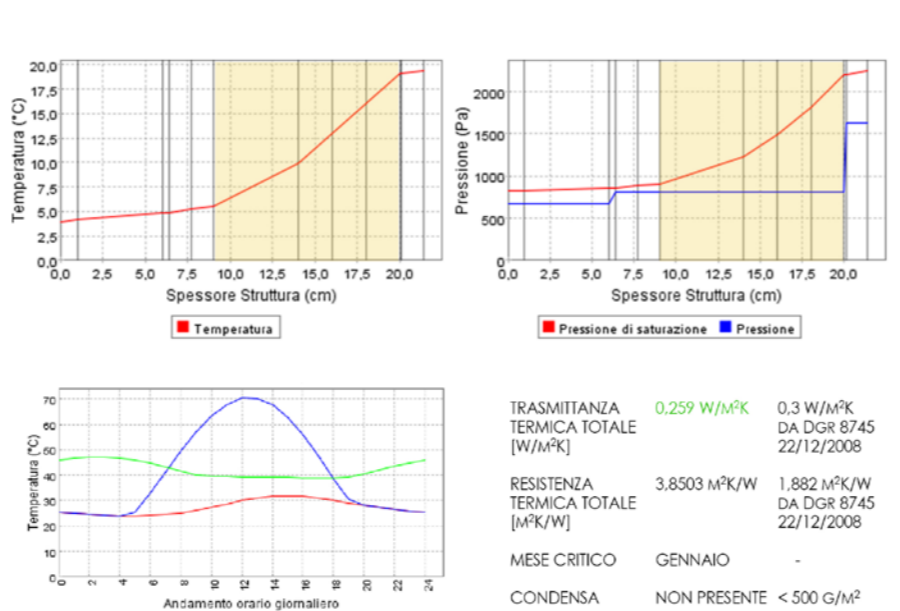 20,0
17,5
15,0
12,5
10,0
7,5
5,0
2,5
0,0
Temperatura (°C)
0,0 2,5 5,0 7,5 10,0 12,5 15,0 17,5 20,0
Spessore Struttura (cm)
Temperatura
2000
1500
1000
500
0
Pressione (Pa)
0,0 2,5 5,0 7,5 10,0 12,5 15,0 17,5 20,0
Spessore Struttura (cm)
Pressione di saturazione Pressione
70
60
50
40
30
20
10
0
Temperatura (°C)
0 2 4 6 8 10 12 14 16 18 20 22 24
Andamento orario giornaliero
TRASMITTANZA 0,259 W/M²K 0,3 W/M²K
TERMICA TOTALE DA DGR 8745
[W/M²K] 22/12/2008
RESISTENZA 3,8503 M²K/W 1,882 M²K/W
TERMICA TOTALE DA DGR 8745
[M²K/W] 22/12/2008
MESE CRITICO GENNAIO -
CONDENSA NON PRESENTE < 500 G/M²